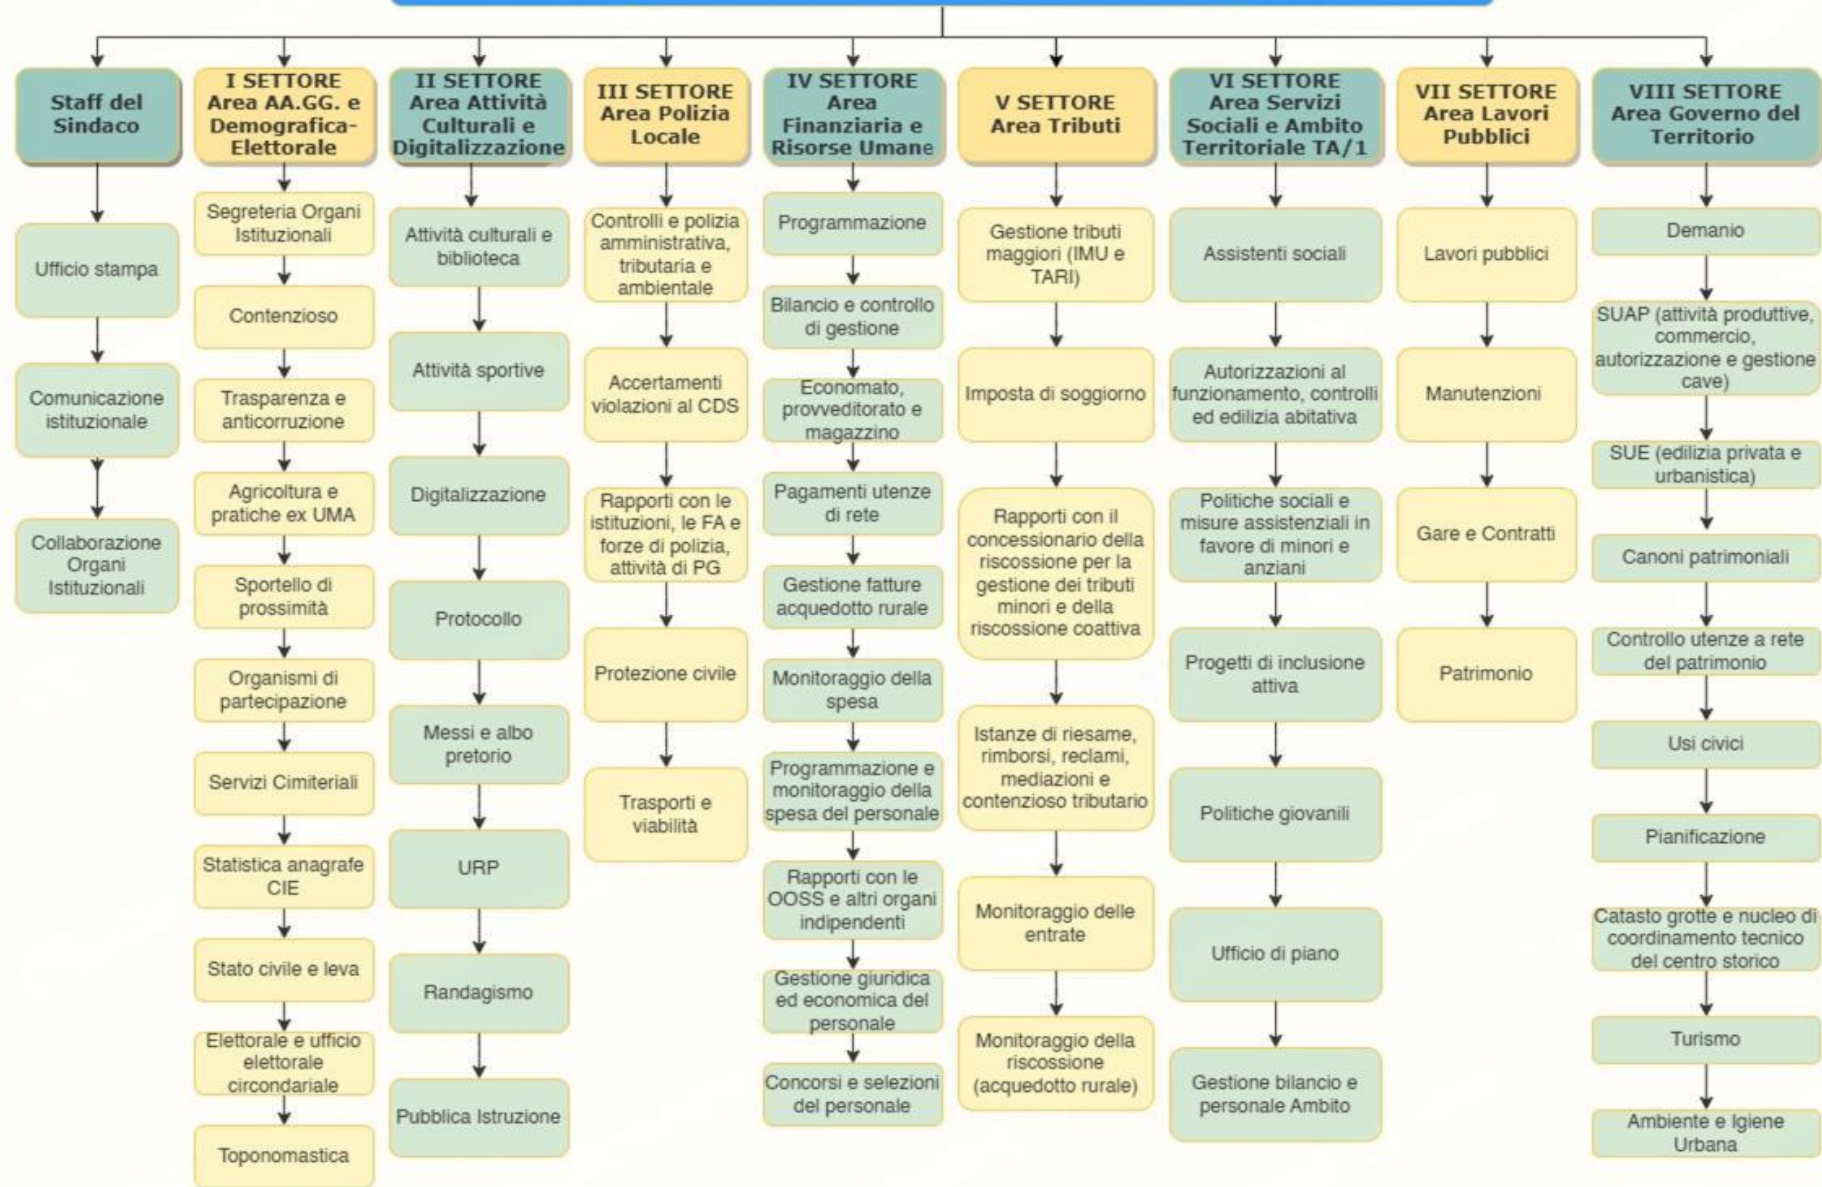 Staff del
Sindaco
Ufficio stampa
Comunicazione
istituzionale
Collaborazione
Organi
Istituzionali
I SETTORE
Area AA.GG. e
Demografica-
Elettorale
Segreteria Organi
Istituzionali
Contenzioso
Trasparenza e
anticorruzione
Agricoltura e
pratiche ex UMA
Sportello di
prossimità
Organismi di
partecipazione
Servizi Cimiteriali
Statistica anagrafe
CIE
Stato civile e leva
Elettorale e ufficio
elettorale
circondariale
Toponomastica
II SETTORE
Area Attività
Culturali e
Digitalizzazione
Attività culturali e
biblioteca
Attività sportive
Digitalizzazione
Protocollo
Messi e albo
pretorio
URP
Randagismo
Pubblica Istruzione
III SETTORE
Area Polizia
Locale
Controlli e polizia
amministrativa,
tributaria e
ambientale
Accertamenti
violazioni al CDS
Rapporti con le
istituzioni, le FA e
forze di polizia,
attività di PG
Protezione civile
Trasporti e
viabilità
IV SETTORE
Area
Finanziaria e
Risorse Umane
Programmazione
Bilancio e controllo
di gestione
Economato,
provveditorato e
magazzino
Pagamenti utenze
di rete
Gestione fatture
acquedotto rurale
Monitoraggio della
spesa
Programmazione e
monitoraggio della
spesa del personale
Rapporti con le
OOSS e altri organi
indipendenti
Gestione giuridica
ed economica del
personale
Concorsi e selezioni
del personale
V SETTORE
Area Tributi
Gestione tributi
maggiori (IMU e
TARI)
Imposta di soggiorno
Rapporti con il
concessionario della
riscossione per la
gestione dei tributi
minori e della
riscossione coattiva
Istanze di riesame,
rimborsi, reclami,
mediazioni e
contenzioso tributario
Monitoraggio delle
entrate
Monitoraggio della
riscossione
(acquedotto rurale)
VI SETTORE
Area Servizi
Sociali e Ambito
Territoriale TA/1
Assistenti sociali
Autorizzazioni al
funzionamento, controlli
ed edilizia abitativa
Politiche sociali e
misure assistenziali in
favore di minori e
anziani
Progetti di inclusione
attiva
Politiche giovanili
Ufficio di piano
Gestione bilancio e
personale Ambito
VII SETTORE
Area Lavori
Pubblici
Lavori pubblici
Manutenzioni
Gare e Contratti
Patrimonio
VIII SETTORE
Area Governo del
Territorio
Demanio
SUAP (attività produttive,
commercio,
autorizzazione e gestione
cave)
SUE (edilizia privata e
urbanistica)
Canoni patrimoniali
Controllo utenze a rete
del patrimonio
Usi civici
Pianificazione
Catasto grotte e nucleo di
coordinamento tecnico
del centro storico
Turismo
Ambiente e Igiene
Urbana